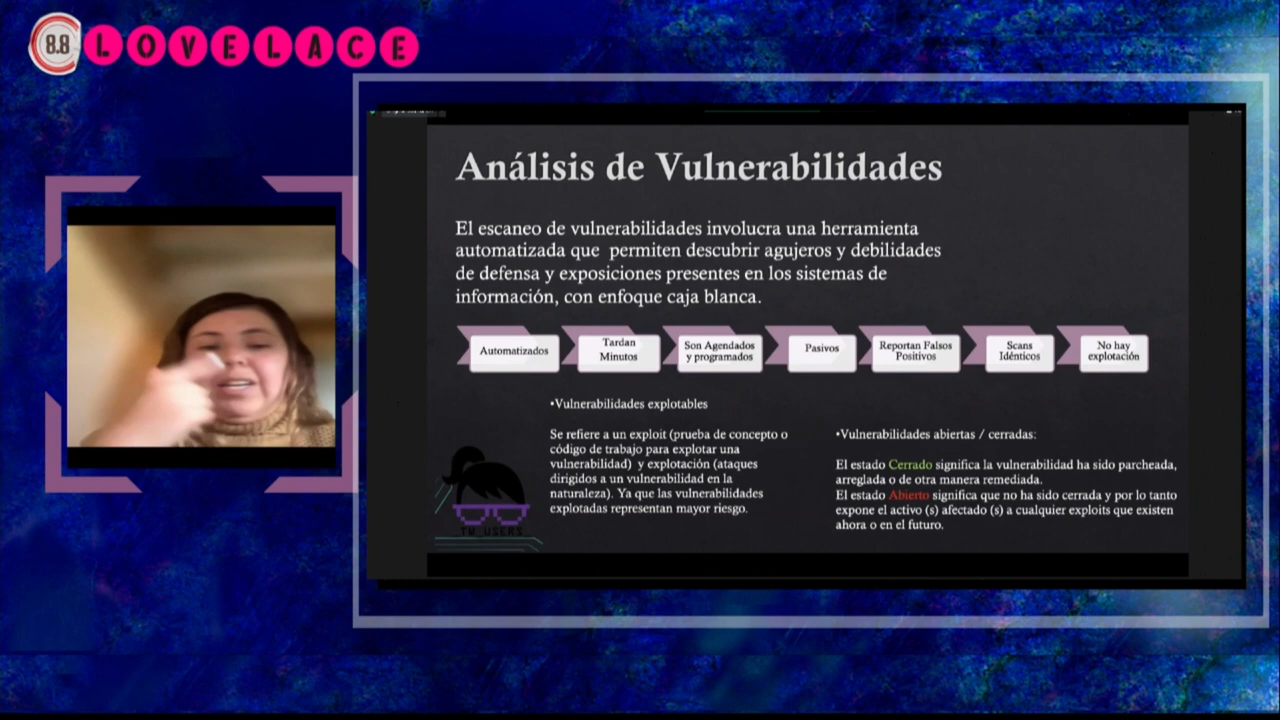 8.8 LOVELACE
Análisis de Vulnerabilidades
El escaneo de vulnerabilidades involucra una herramienta
automatizada que permiten descubrir agujeros y debilidades
de defensa y exposiciones presentes en los sistemas de
información, con enfoque caja blanca.
Automatizados
Tardan
Minutos
Son Agendados
y programados
Pasivos
Reportan Falsos
Positivos
Scans
Idénticos
No hay
explotación
•Vulnerabilidades explotables
Se refiere a un exploit (prueba de concepto o
código de trabajo para explotar una
vulnerabilidad) y explotación (ataques
dirigidos a un vulnerabilidad en la
naturaleza). Ya que las vulnerabilidades
explotadas representan mayor riesgo.
•Vulnerabilidades abiertas / cerradas:
El estado Cerrado significa la vulnerabilidad ha sido parcheada,
arreglada o de otra manera remediada.
El estado Abierto significa que no ha sido cerrada y por lo tanto
expone el activo (s) afectado (s) a cualquier exploits que existen
ahora o en el futuro.